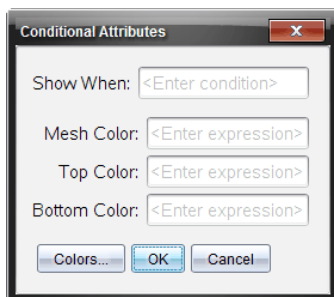 Conditional Attributes
Show When: <Enter condition>
Mesh Color: <Enter expression>
Top Color: <Enter expression>
Bottom Color: <Enter expression>
Colors... OK Cancel